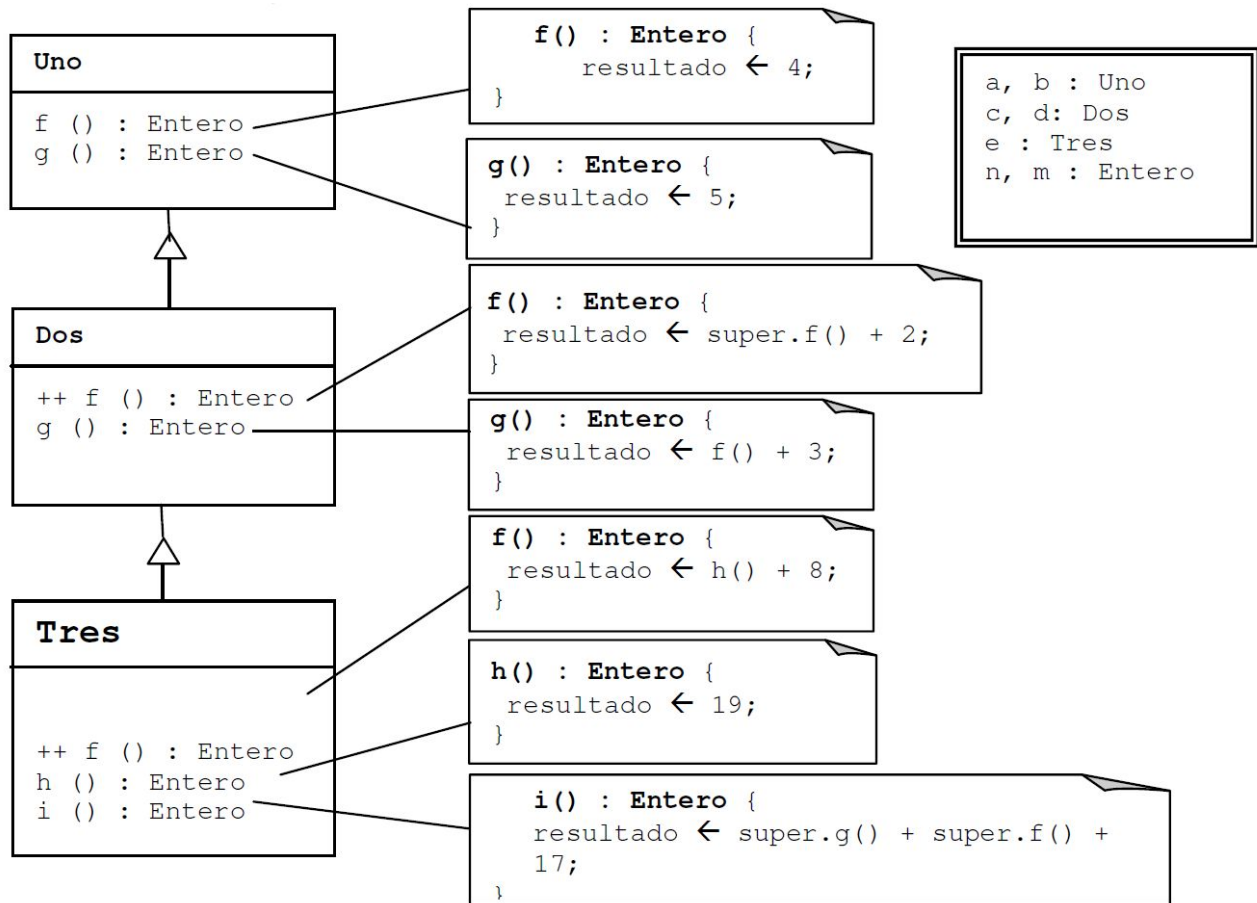 Uno
f () : Entero
g () : Entero
f() : Entero {
resultado ← 4;
}
g() : Entero {
resultado ← 5;
}
a, b : Uno
c, d: Dos
e : Tres
n, m : Entero
Dos
++ f () : Entero
g () : Entero
f() : Entero {
resultado ← super.f() + 2;
}
g() : Entero {
resultado ← f() + 3;
}
Tres
++ f () : Entero
h () : Entero
i () : Entero
f() : Entero {
resultado ← h() + 8;
}
h() : Entero {
resultado ← 19;
}
i() : Entero {
resultado ← super.g() + super.f() +
17;
}